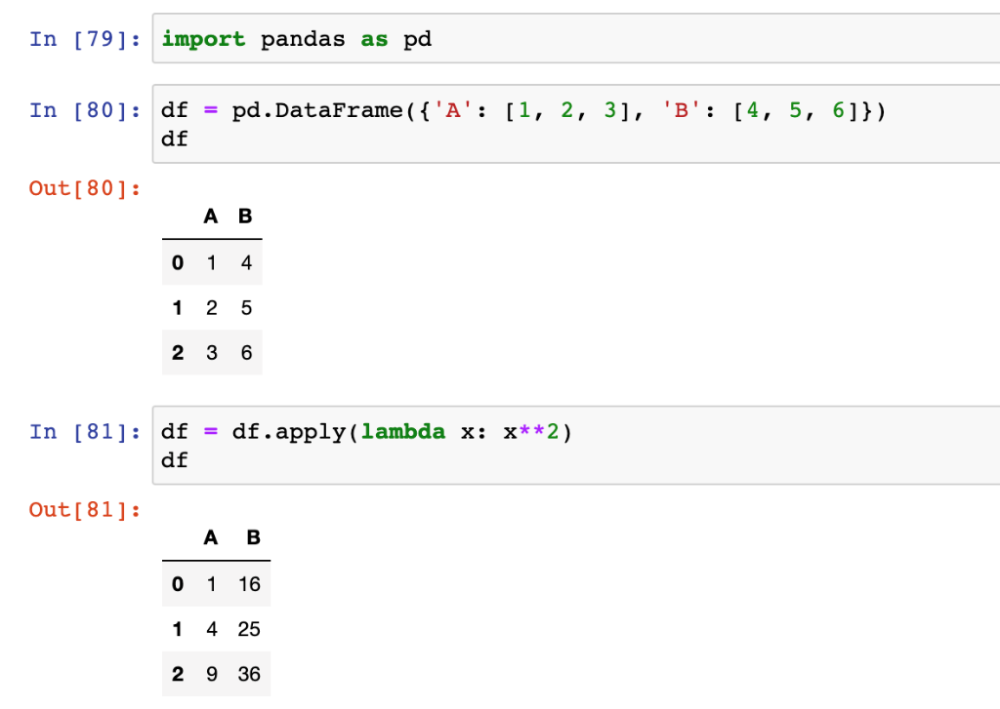 In [79]: import pandas as pd
In [80]: df = pd.DataFrame({'A': [1, 2, 3], 'B': [4, 5, 6]})
df
Out[80]:
A B
0 1 4
1 2 5
2 3 6
In [81]: df = df.apply(lambda x: x**2)
df
Out[81]:
A B
0 1 16
1 4 25
2 9 36